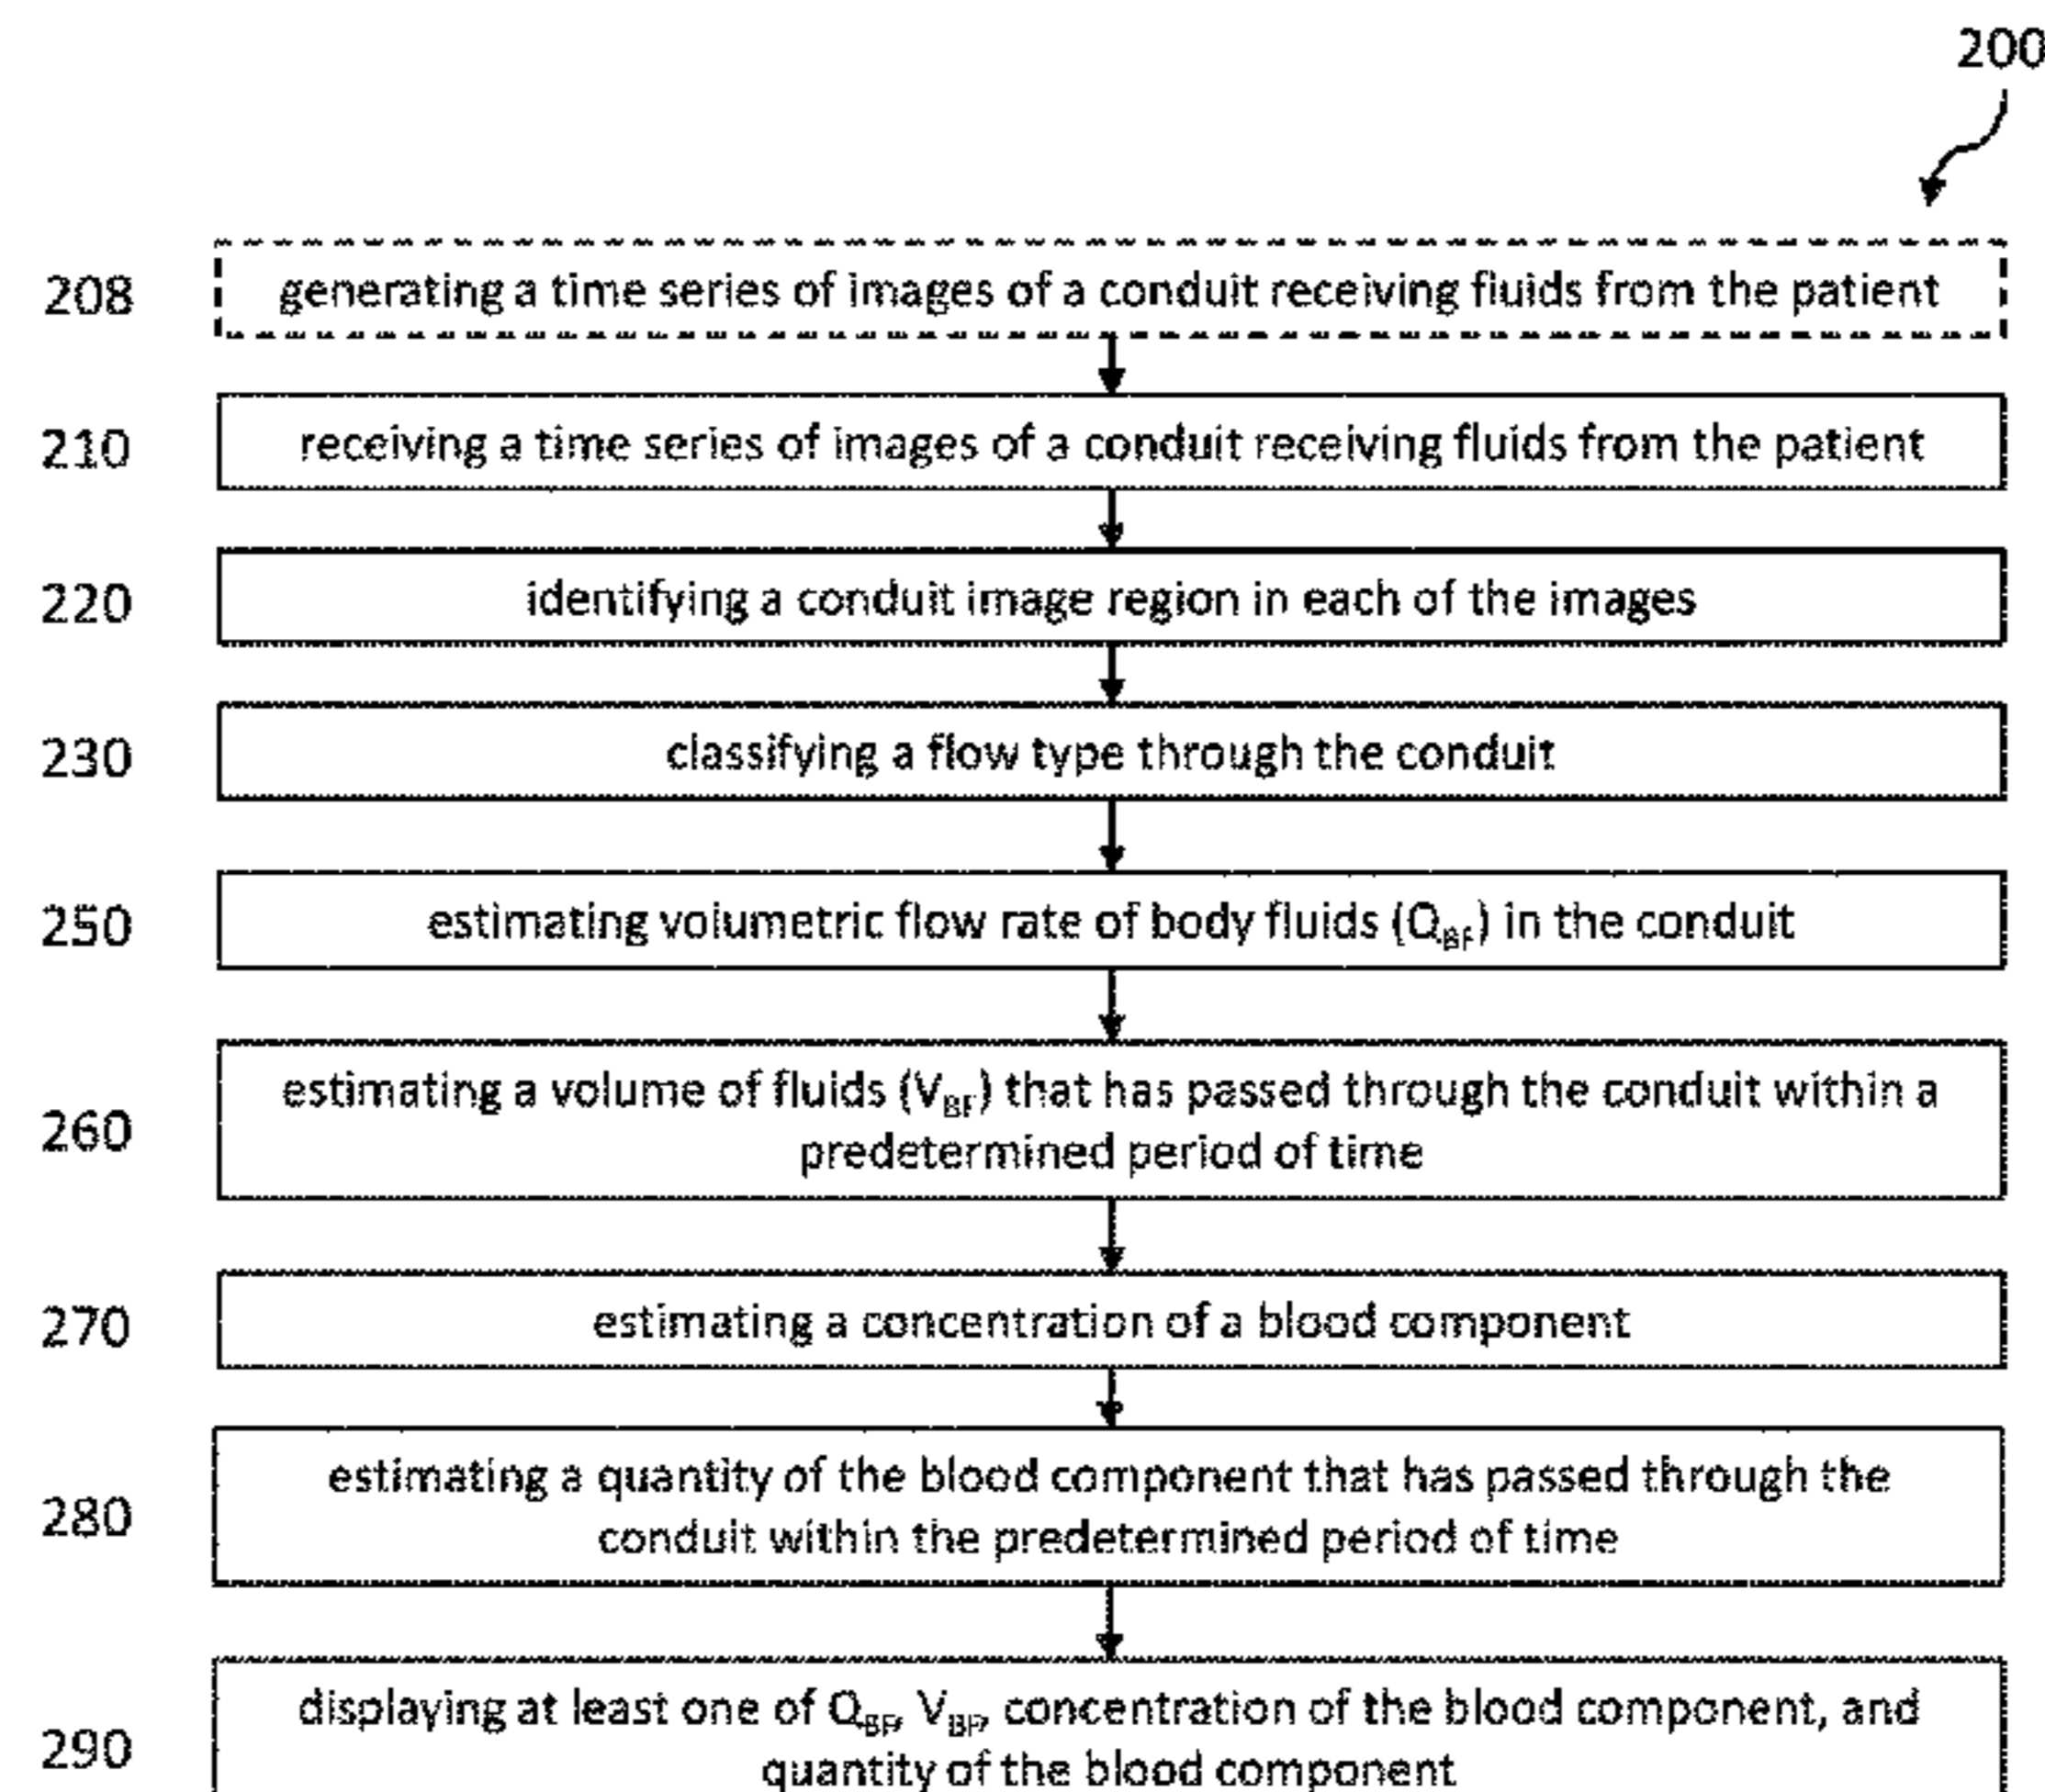 200
208 generating a time series of images of a conduit receiving fluids from the patient
210 receiving a time series of images of a conduit receiving fluids from the patient
220 identifying a conduit image region in each of the images
230 classifying a flow type through the conduit
250 estimating volumetric flow rate of body fluids (Q_BF) in the conduit
260 estimating a volume of fluids (V_BF) that has passed through the conduit within a
predetermined period of time
270 estimating a concentration of a blood component
280 estimating a quantity of the blood component that has passed through the
conduit within the predetermined period of time
290 displaying at least one of Q_BF, V_BF, concentration of the blood component, and
quantity of the blood component